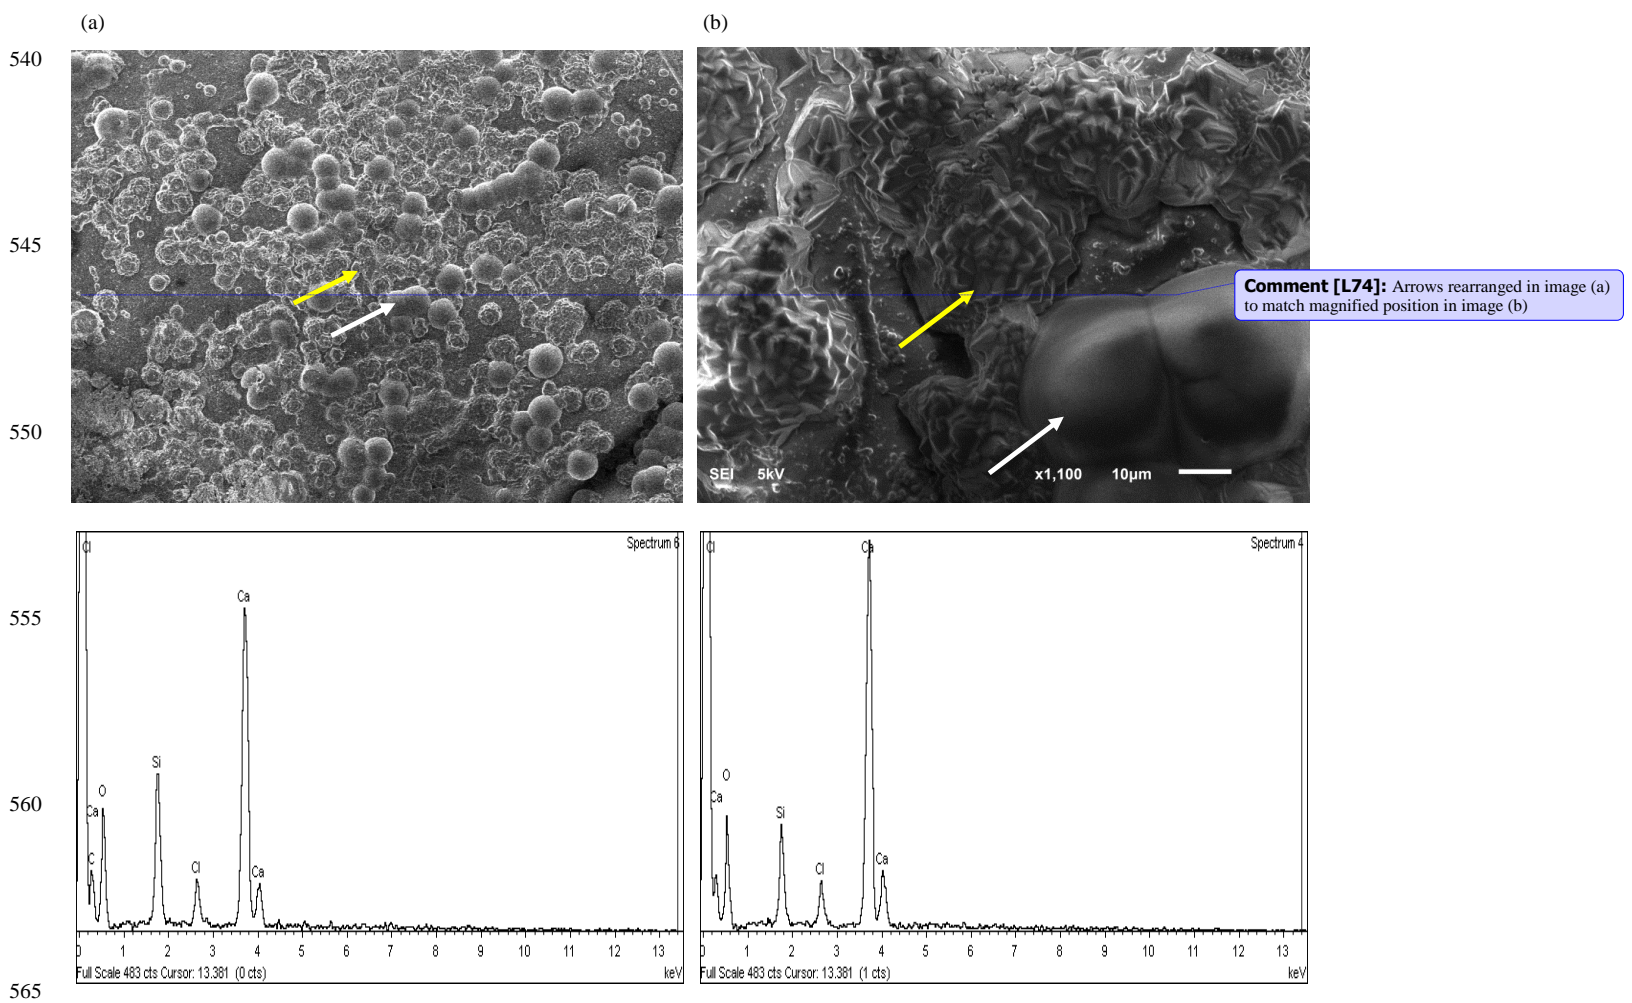 (a)
(b)
540
545
550
555
560
565
SEI 5kV x1,100 10µm
Comment [L74]: Arrows rearranged in image (a)
to match magnified position in image (b)
Spectrum 6
Cl
Ca
Si
O
Ca
C
Cl
Ca
0 1 2 3 4 5 6 7 8 9 10 11 12 13
Full Scale 483 cts Cursor: 13.381 (0 cts)
keV
Spectrum 4
Cl
Ca
O
Ca
Si
Cl
Ca
0 1 2 3 4 5 6 7 8 9 10 11 12 13
Full Scale 483 cts Cursor: 13.381 (1 cts)
keV